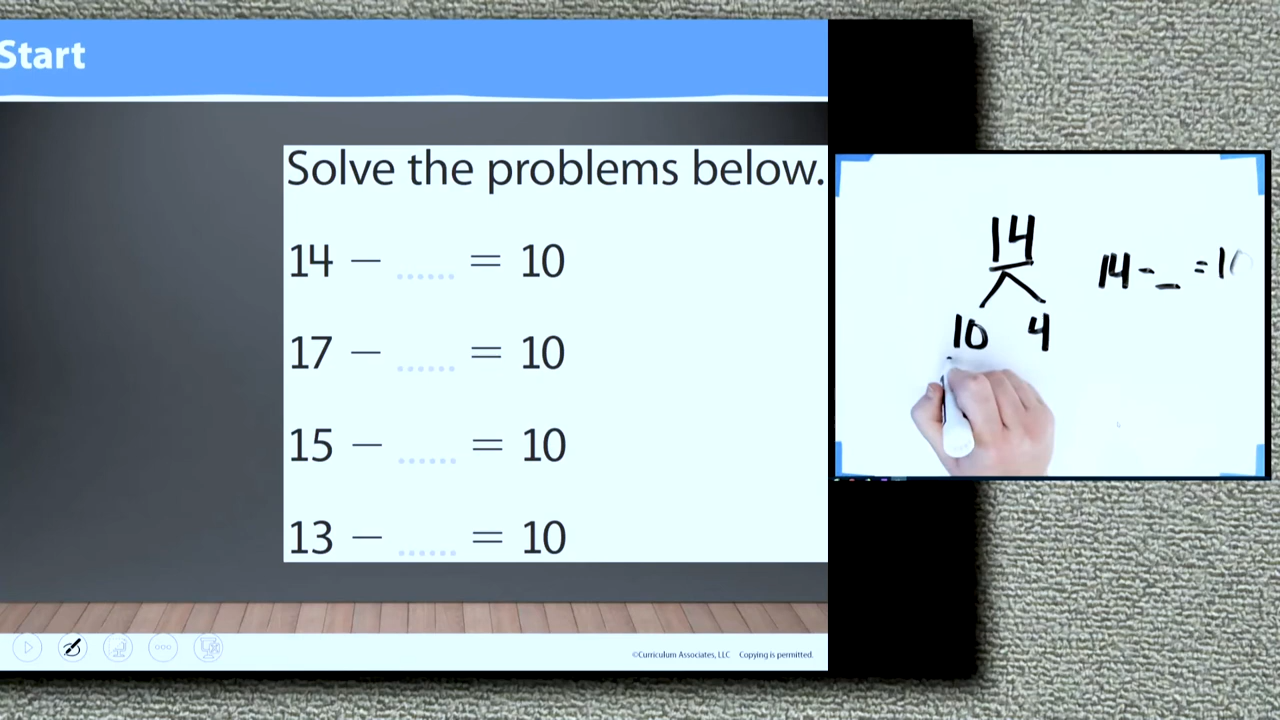 Start
Solve the problems below.
14 − ...... = 10
17 − ...... = 10
15 − ...... = 10
13 − ...... = 10
©Curriculum Associates, LLC Copying is permitted.
14
10 4
14 - _ = 10